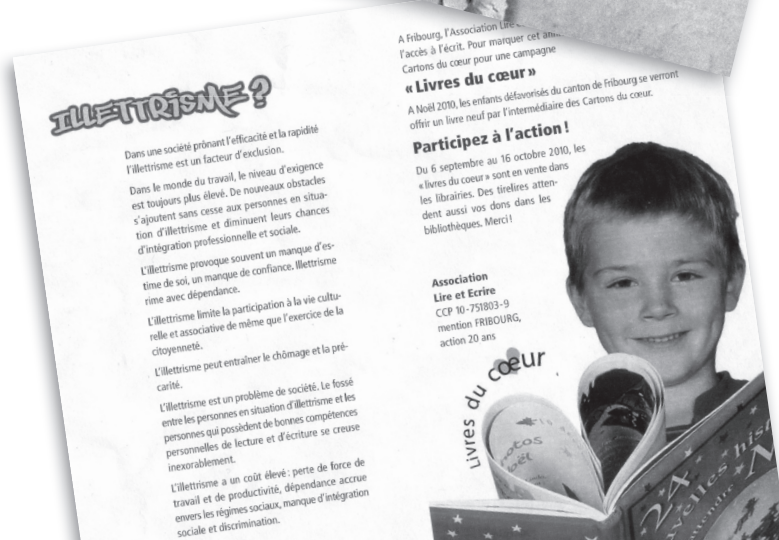 ILLETTRISME ?
Dans une société prônant l'efficacité et la rapidité
l'illettrisme est un facteur d'exclusion.
Dans le monde du travail, le niveau d'exigence
est toujours plus élevé. De nouveaux obstacles
s'ajoutent sans cesse aux personnes en situa-
tion d'illettrisme et diminuent leurs chances
d'intégration professionnelle et sociale.
L'illettrisme provoque souvent un manque d'es-
time de soi, un manque de confiance. Illettrisme
rime avec dépendance.
L'illettrisme limite la participation à la vie cultu-
relle et associative de même que l'exercice de la
citoyenneté.
L'illettrisme peut entraîner le chômage et la pré-
carité.
L'illettrisme est un problème de société. Le fossé
entre les personnes en situation d'illettrisme et les
personnes qui possèdent de bonnes compétences
personnelles de lecture et d'écriture se creuse
inexorablement.
L'illettrisme a un coût élevé : perte de force de
travail et de productivité, dépendance accrue
envers les régimes sociaux, manque d'intégration
sociale et discrimination.
A Fribourg, l'Association Lire
l'accès à l'écrit. Pour marquer cet
Cartons du cœur pour une campagne
« Livres du cœur »
A Noël 2010, les enfants défavorisés du canton de Fribourg se verront
offrir un livre neuf par l'intermédiaire des Cartons du cœur.
Participez à l'action !
Du 6 septembre au 16 octobre 2010, les
« livres du coeur » sont en vente dans
les librairies. Des tirelires atten-
dent aussi vos dons dans les
bibliothèques. Merci !
Association
Lire et Ecrire
CCP 10-751803-9
mention FRIBOURG,
action 20 ans
Livres du cœur